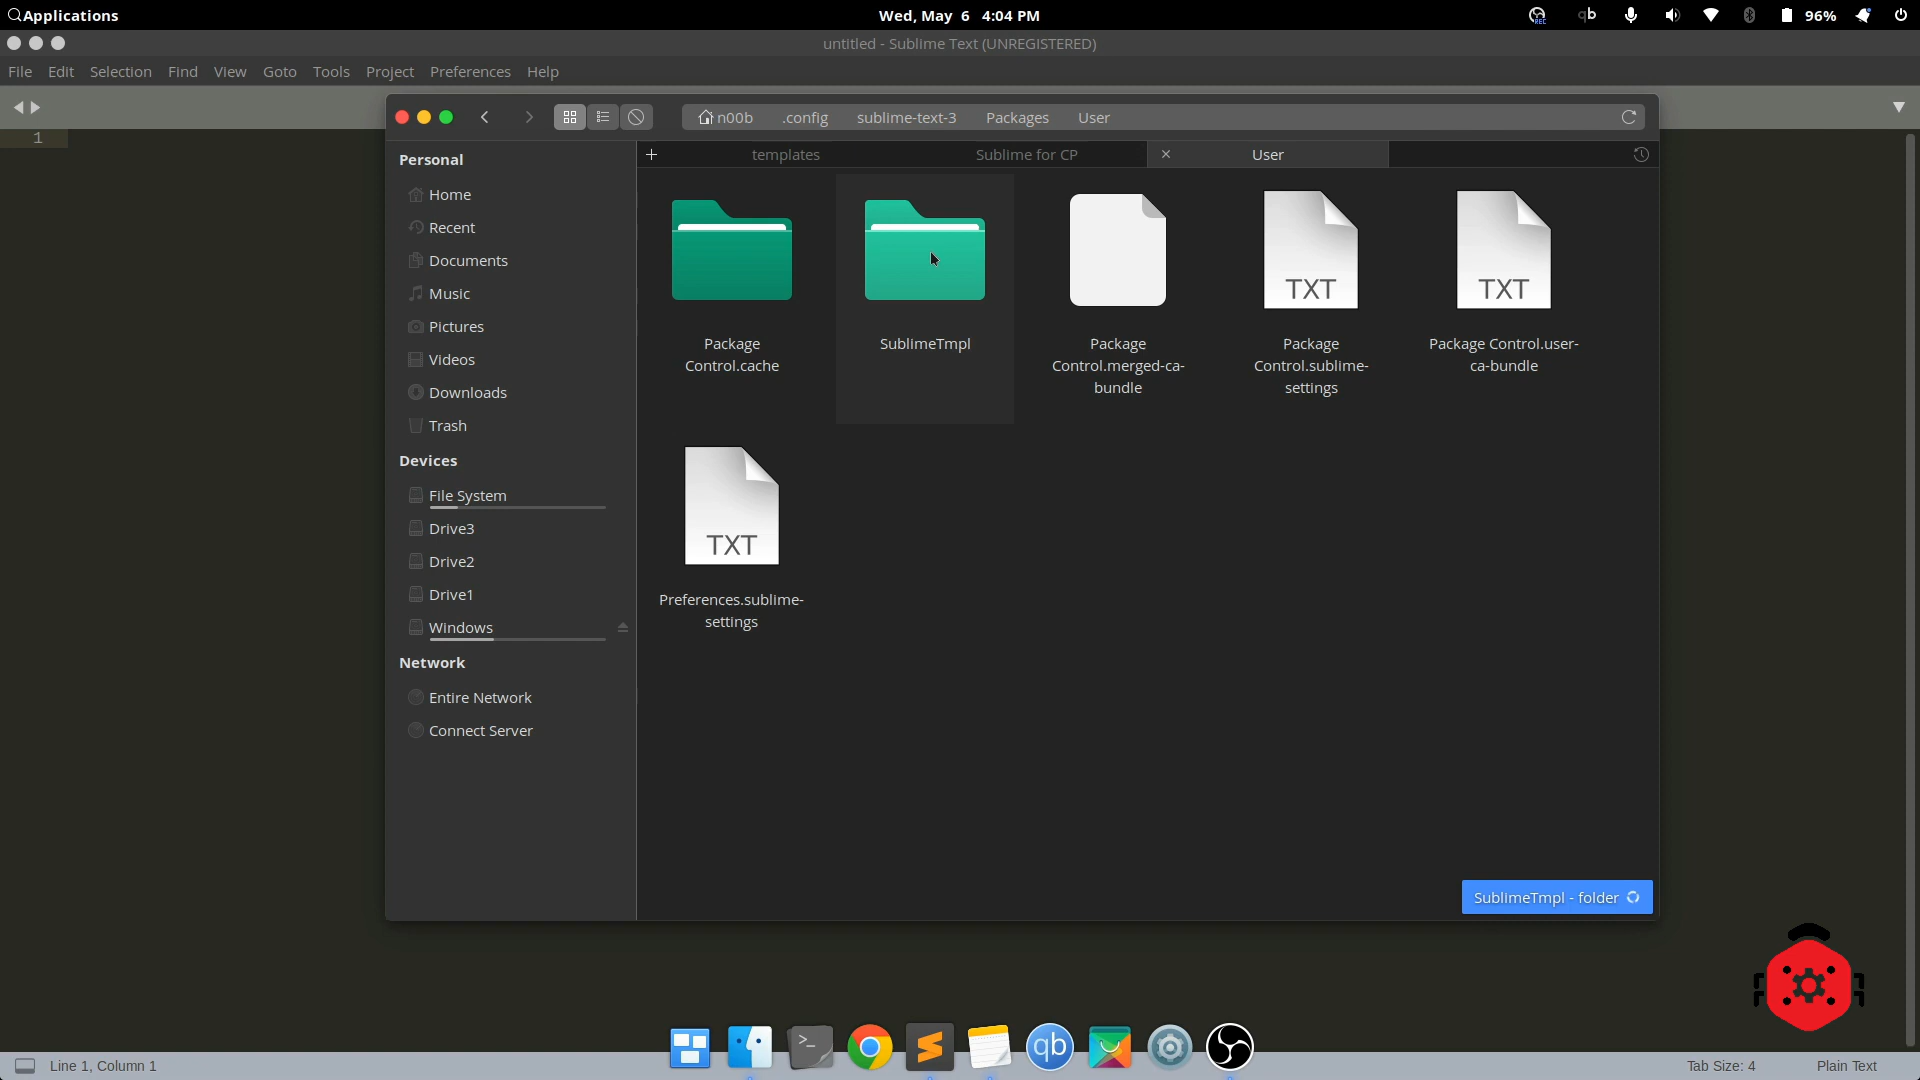 Applications
Wed, May 6 4:04 PM
REC
qb
96%
untitled - Sublime Text (UNREGISTERED)
File Edit Selection Find View Goto Tools Project Preferences Help
n00b .config sublime-text-3 Packages User
1
Personal
Home
Recent
Documents
Music
Pictures
Videos
Downloads
Trash
Devices
File System
Drive3
Drive2
Drive1
Windows
Network
Entire Network
Connect Server
templates
Sublime for CP
User
Package
Control.cache
SublimeTmpl
Package
Control.merged-ca-
bundle
TXT
Package
Control.sublime-
settings
TXT
Package Control.user-
ca-bundle
TXT
Preferences.sublime-
settings
SublimeTmpl - folder
>_
qb
Line 1, Column 1
Tab Size: 4
Plain Text